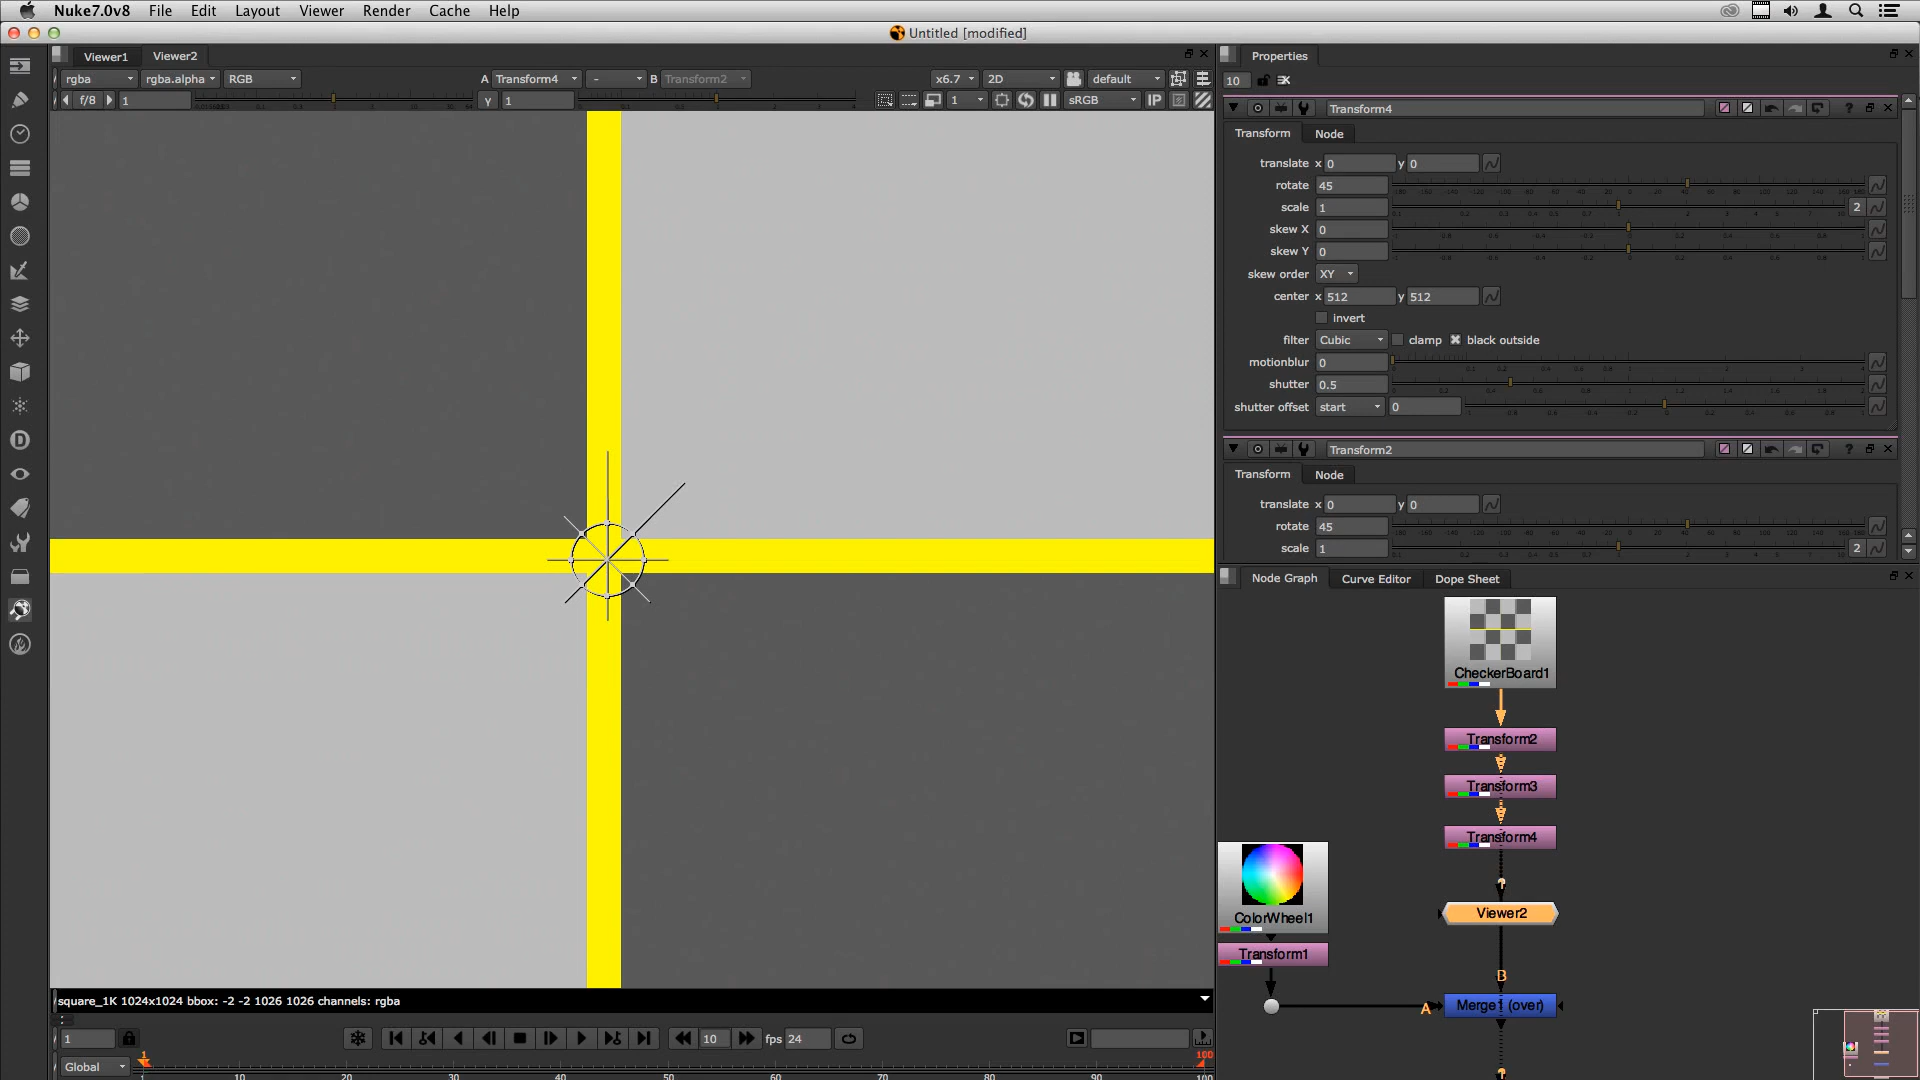 Nuke7.0v8 File Edit Layout Viewer Render Cache Help
Untitled [modified]
Viewer1 Viewer2
rgba rgba.alpha RGB A Transform4 - B Transform2 x6.7 2D default
f/8 1 Y 1 1 sRGB IP
square_1K 1024x1024 bbox: -2 -2 1026 1026 channels: rgba
1 10 fps 24
Global 1 1 10 20 30 40 50 60 70 80 90 100 100
Properties
10
Transform4
Transform Node
translate x 0 y 0
rotate 45
scale 1 2
skew X 0
skew Y 0
skew order XY
center x 512 y 512
invert
filter Cubic clamp black outside
motionblur 0
shutter 0.5
shutter offset start 0
Transform2
Transform Node
translate x 0 y 0
rotate 45
scale 1 2
Node Graph Curve Editor Dope Sheet
CheckerBoard1
Transform2
Transform3
Transform4
ColorWheel1
Viewer2
Transform1
B
A Merge1 (over)